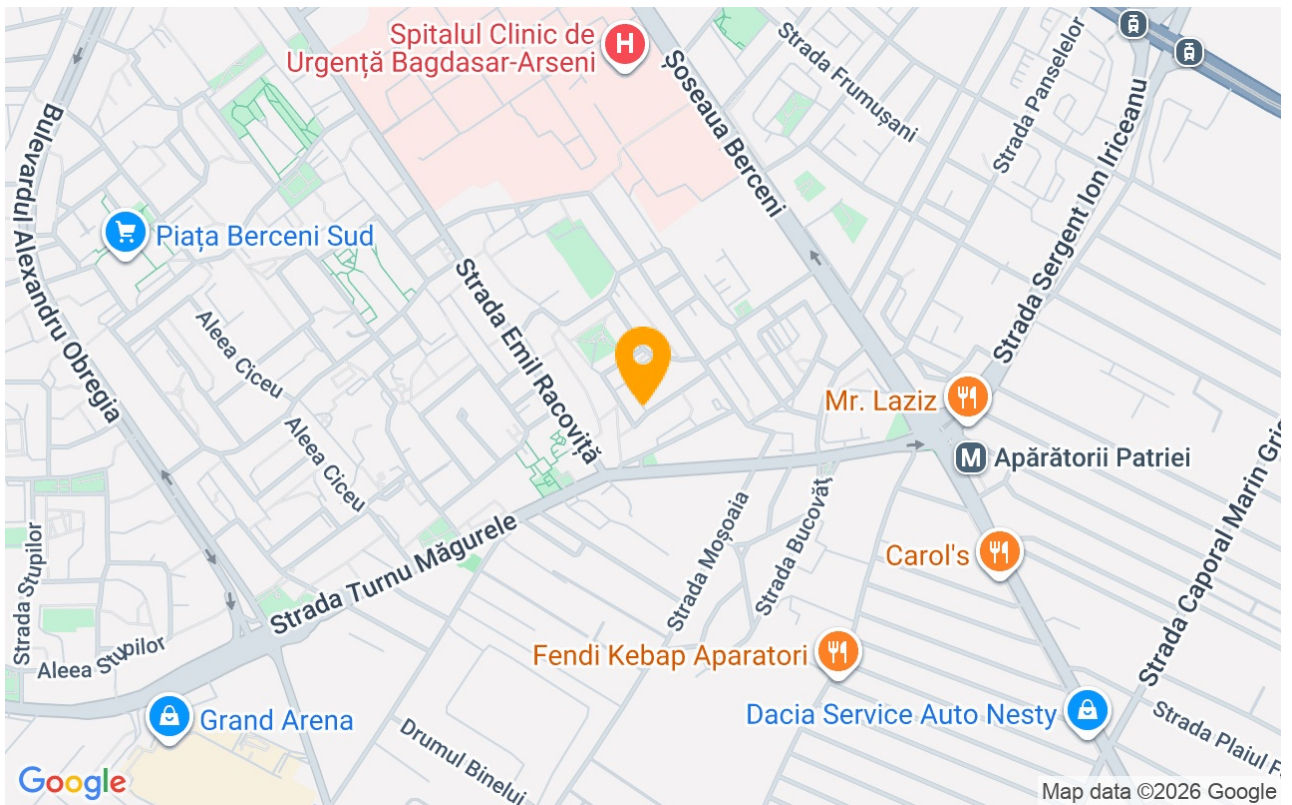 Spitalul Clinic de
Urgență Bagdasar-Arseni
H
Șoseaua Berceni
Strada Frumușani
Strada Panselelor
Strada Sergent Ion Iriceanu
Bulevardul Alexandru Obregia
Piața Berceni Sud
Strada Emil Racoviță
Aleea Ciceu
Aleea Ciceu
Mr. Laziz
M Apărătorii Patriei
Strada Caporal Marin Grig
Carol's
Strada Stupilor
Strada Turnu Măgurele
Strada Moșoaia
Strada Bucovăț
Aleea Stupilor
Fendi Kebap Aparatori
Grand Arena
Drumul Binelui
Dacia Service Auto Nesty
Strada Plaiul F
Google
Map data ©2026 Google